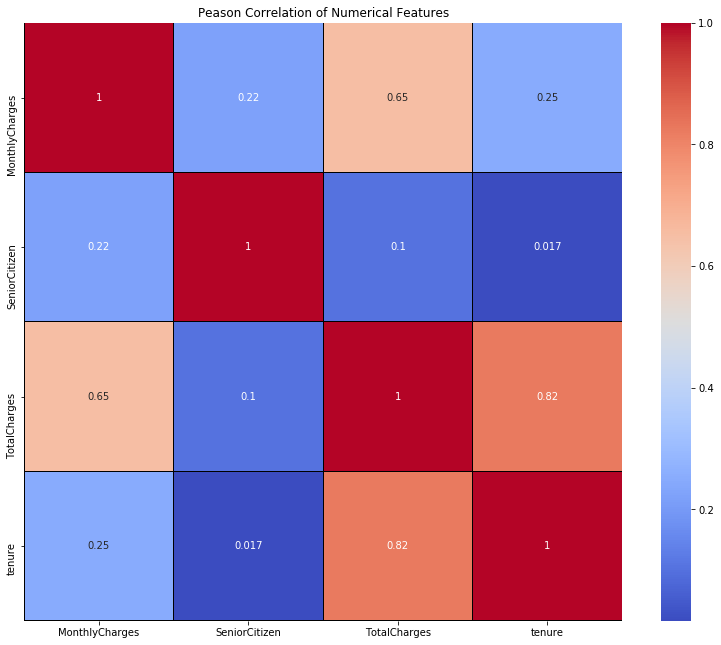 Peason Correlation of Numerical Features
MonthlyCharges
1
0.22
0.65
0.25
SeniorCitizen
0.22
1
0.1
0.017
TotalCharges
0.65
0.1
1
0.82
tenure
0.25
0.017
0.82
1
MonthlyCharges
SeniorCitizen
TotalCharges
tenure
1.0
0.8
0.6
0.4
0.2